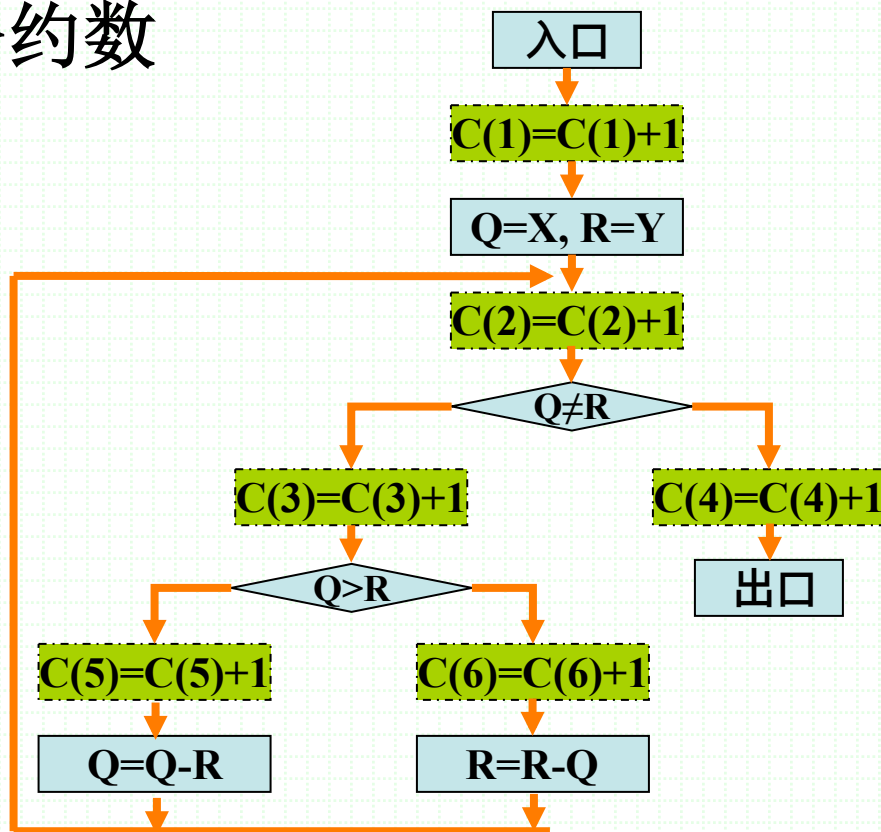 约数
入口
C(1)=C(1)+1
Q=X, R=Y
C(2)=C(2)+1
Q≠R
C(3)=C(3)+1
C(4)=C(4)+1
Q>R
出口
C(5)=C(5)+1
C(6)=C(6)+1
Q=Q-R
R=R-Q